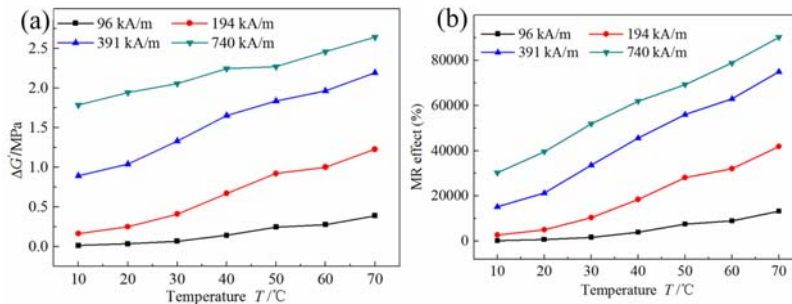 (a)
96 kA/m 194 kA/m
391 kA/m 740 kA/m
ΔG'/MPa
2.5
2.0
1.5
1.0
0.5
0.0
10 20 30 40 50 60 70
Temperature T /℃
(b)
96 kA/m 194 kA/m
391 kA/m 740 kA/m
MR effect (%)
80000
60000
40000
20000
0
10 20 30 40 50 60 70
Temperature T /℃